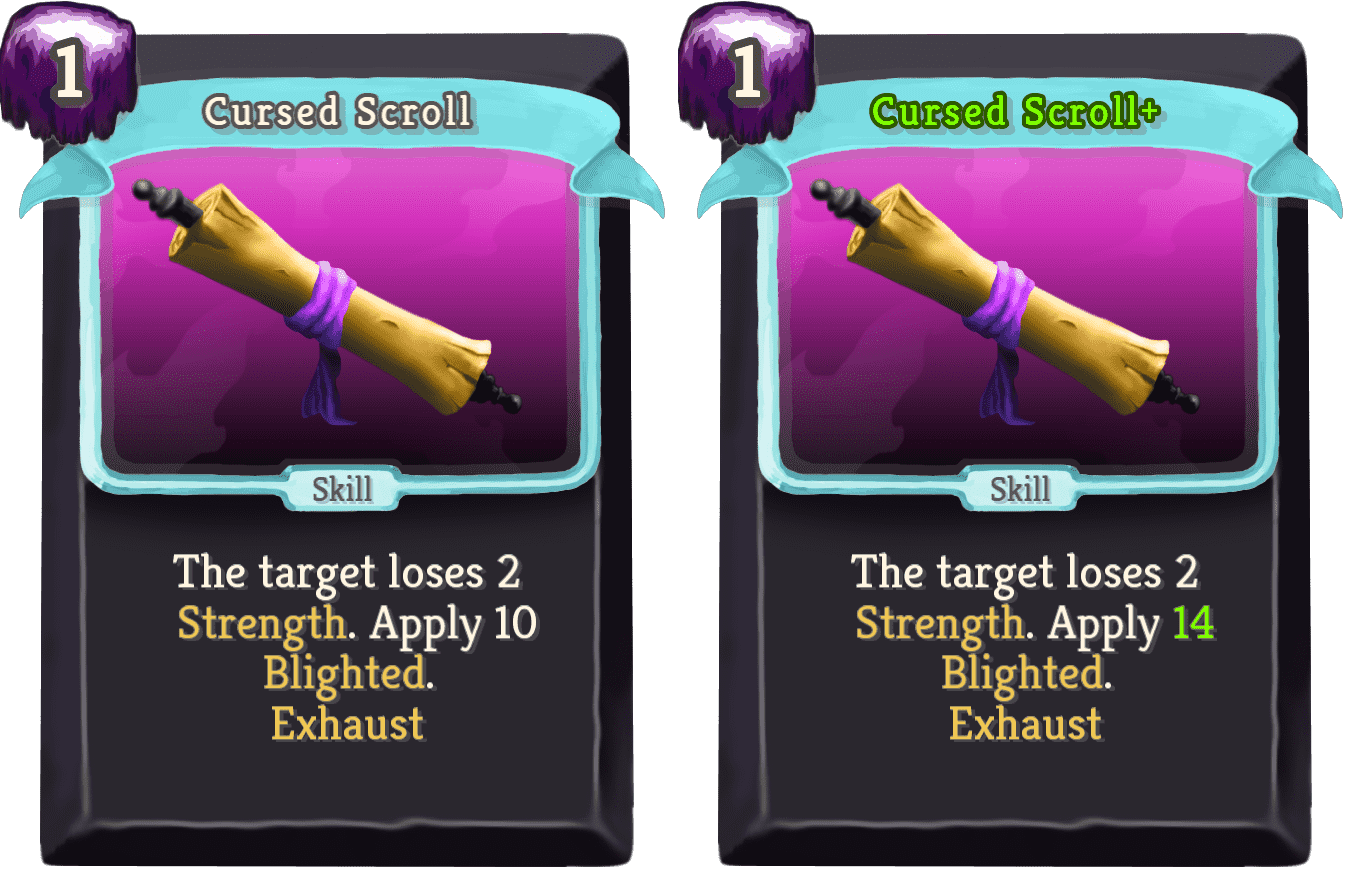 1
Cursed Scroll
Skill
The target loses 2
Strength. Apply 10
Blighted.
Exhaust
1
Cursed Scroll+
Skill
The target loses 2
Strength. Apply 14
Blighted.
Exhaust